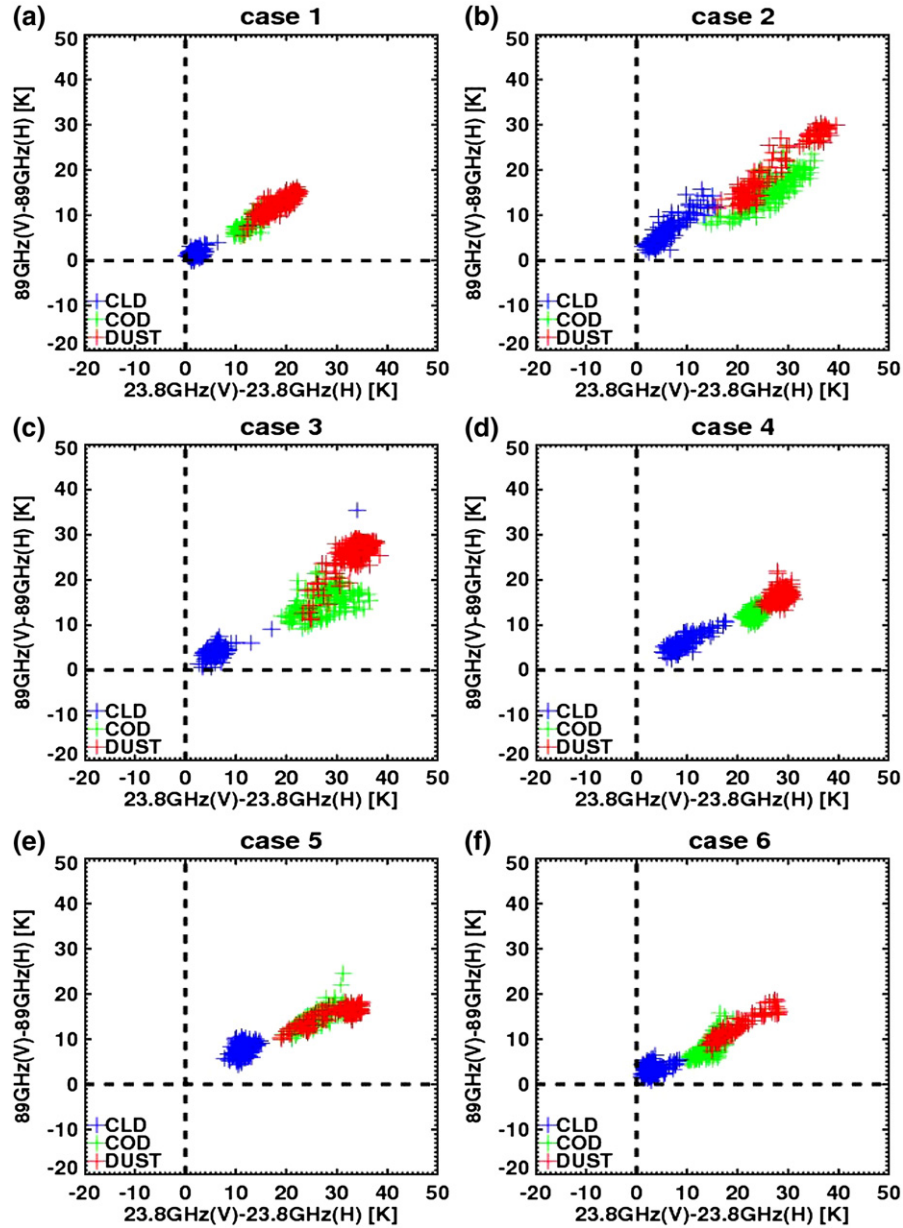 (a) case 1
50
40
30
20
10
0
-10
-20
89GHz(V)-89GHz(H) [K]
CLD
COD
DUST
-20 -10 0 10 20 30 40 50
23.8GHz(V)-23.8GHz(H) [K]
(b) case 2
50
40
30
20
10
0
-10
-20
89GHz(V)-89GHz(H) [K]
CLD
COD
DUST
-20 -10 0 10 20 30 40 50
23.8GHz(V)-23.8GHz(H) [K]
(c) case 3
50
40
30
20
10
0
-10
-20
89GHz(V)-89GHz(H) [K]
CLD
COD
DUST
-20 -10 0 10 20 30 40 50
23.8GHz(V)-23.8GHz(H) [K]
(d) case 4
50
40
30
20
10
0
-10
-20
89GHz(V)-89GHz(H) [K]
CLD
COD
DUST
-20 -10 0 10 20 30 40 50
23.8GHz(V)-23.8GHz(H) [K]
(e) case 5
50
40
30
20
10
0
-10
-20
89GHz(V)-89GHz(H) [K]
CLD
COD
DUST
-20 -10 0 10 20 30 40 50
23.8GHz(V)-23.8GHz(H) [K]
(f) case 6
50
40
30
20
10
0
-10
-20
89GHz(V)-89GHz(H) [K]
CLD
COD
DUST
-20 -10 0 10 20 30 40 50
23.8GHz(V)-23.8GHz(H) [K]